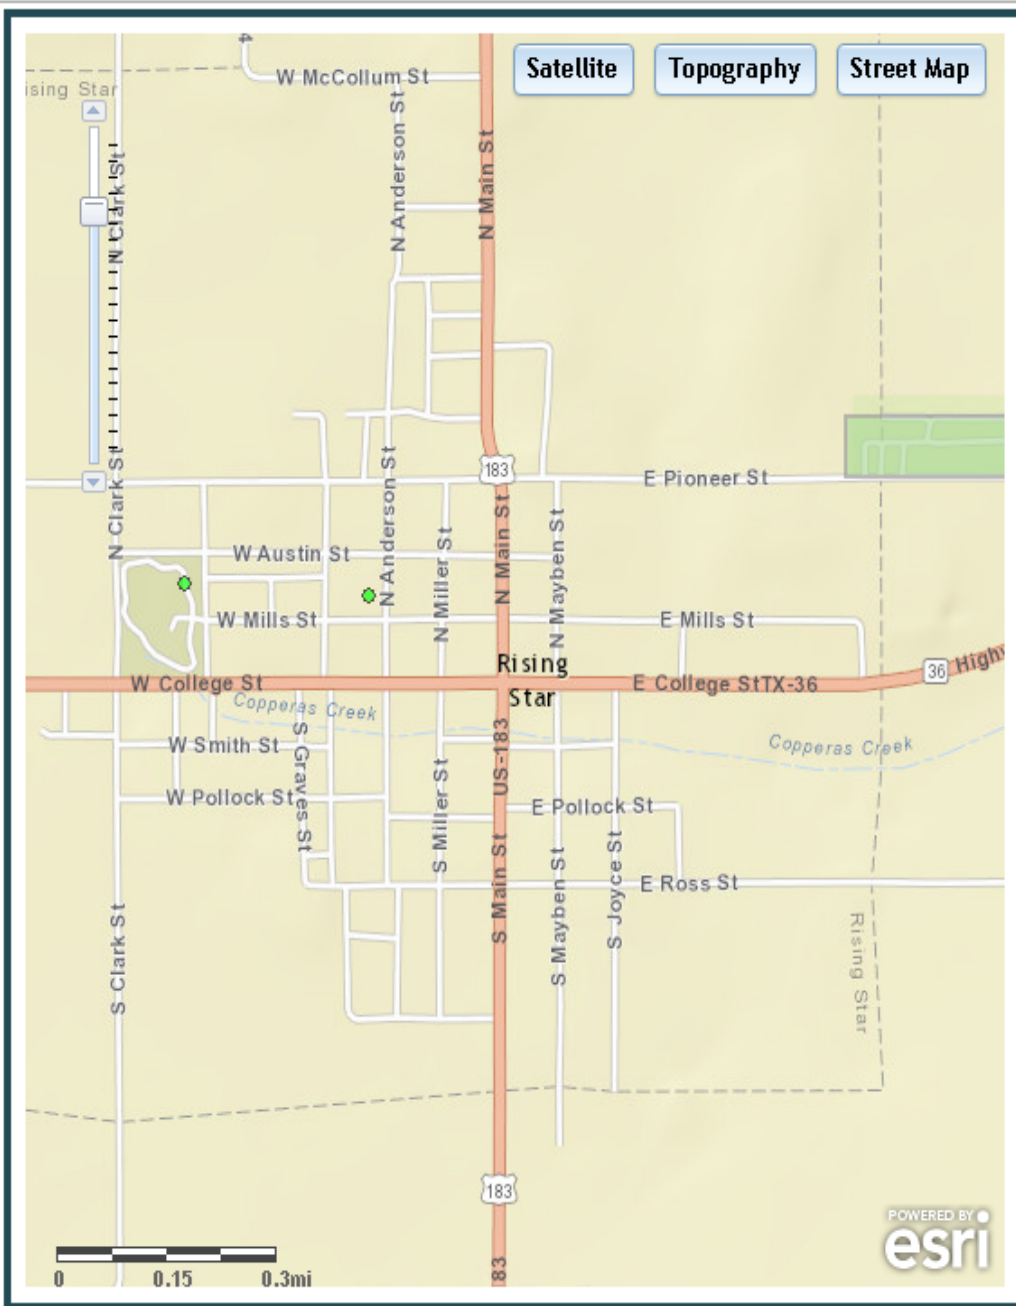 Satellite
Topography
Street Map
4
W McCollum St
ising Star
N Anderson St
N Main St
N Clark St
183
E Pioneer St
N Clark St
N Anderson St
N Miller St
N Main St
N Mayben St
W Austin St
W Mills St
E Mills St
Rising
Star
36
Highw
W College St
E College StTX-36
Copperas Creek
Copperas Creek
W Smith St
S Graves St
US-183
W Pollock St
E Pollock St
S Miller St
S Main St
S Mayben St
S Joyce St
E Ross St
S Clark St
Rising Star
183
83
0 0.15 0.3mi
POWERED BY
esri